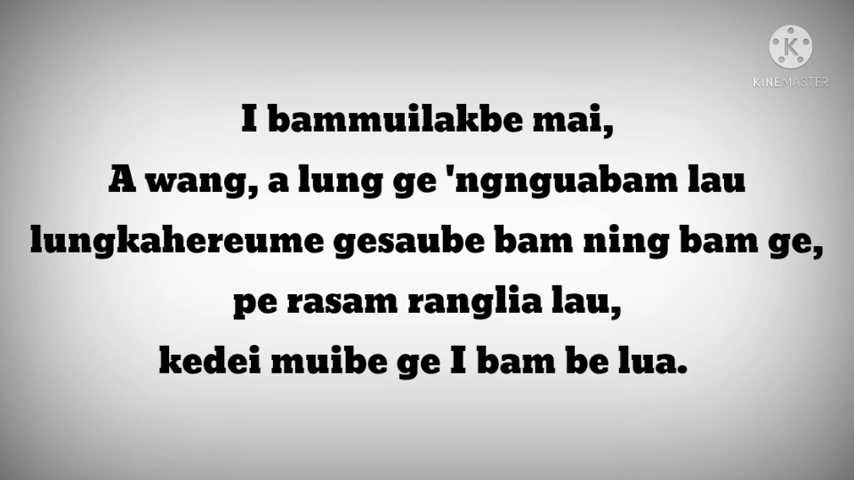 K
KINEMASTER
I bammuilakbe mai,
A wang, a lung ge 'ngnguabam lau
lungkahereume gesaube bam ning bam ge,
pe rasam ranglia lau,
kedei muibe ge I bam be lua.